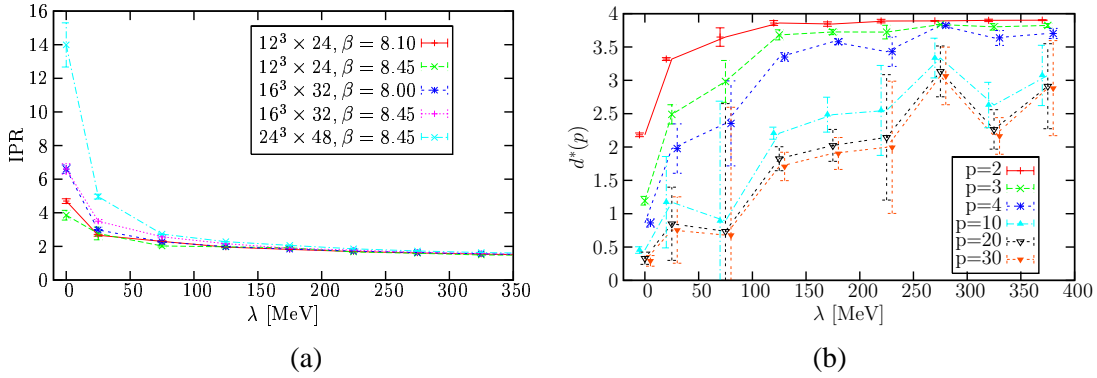 16
14
12
10
8
6
4
2
0
IPR
0 50 100 150 200 250 300 350
λ [MeV]
12³ × 24, β = 8.10
12³ × 24, β = 8.45
16³ × 32, β = 8.00
16³ × 32, β = 8.45
24³ × 48, β = 8.45
(a)
4
3.5
3
2.5
2
1.5
1
0.5
0
d*(p)
0 50 100 150 200 250 300 350 400
λ [MeV]
p=2
p=3
p=4
p=10
p=20
p=30
(b)